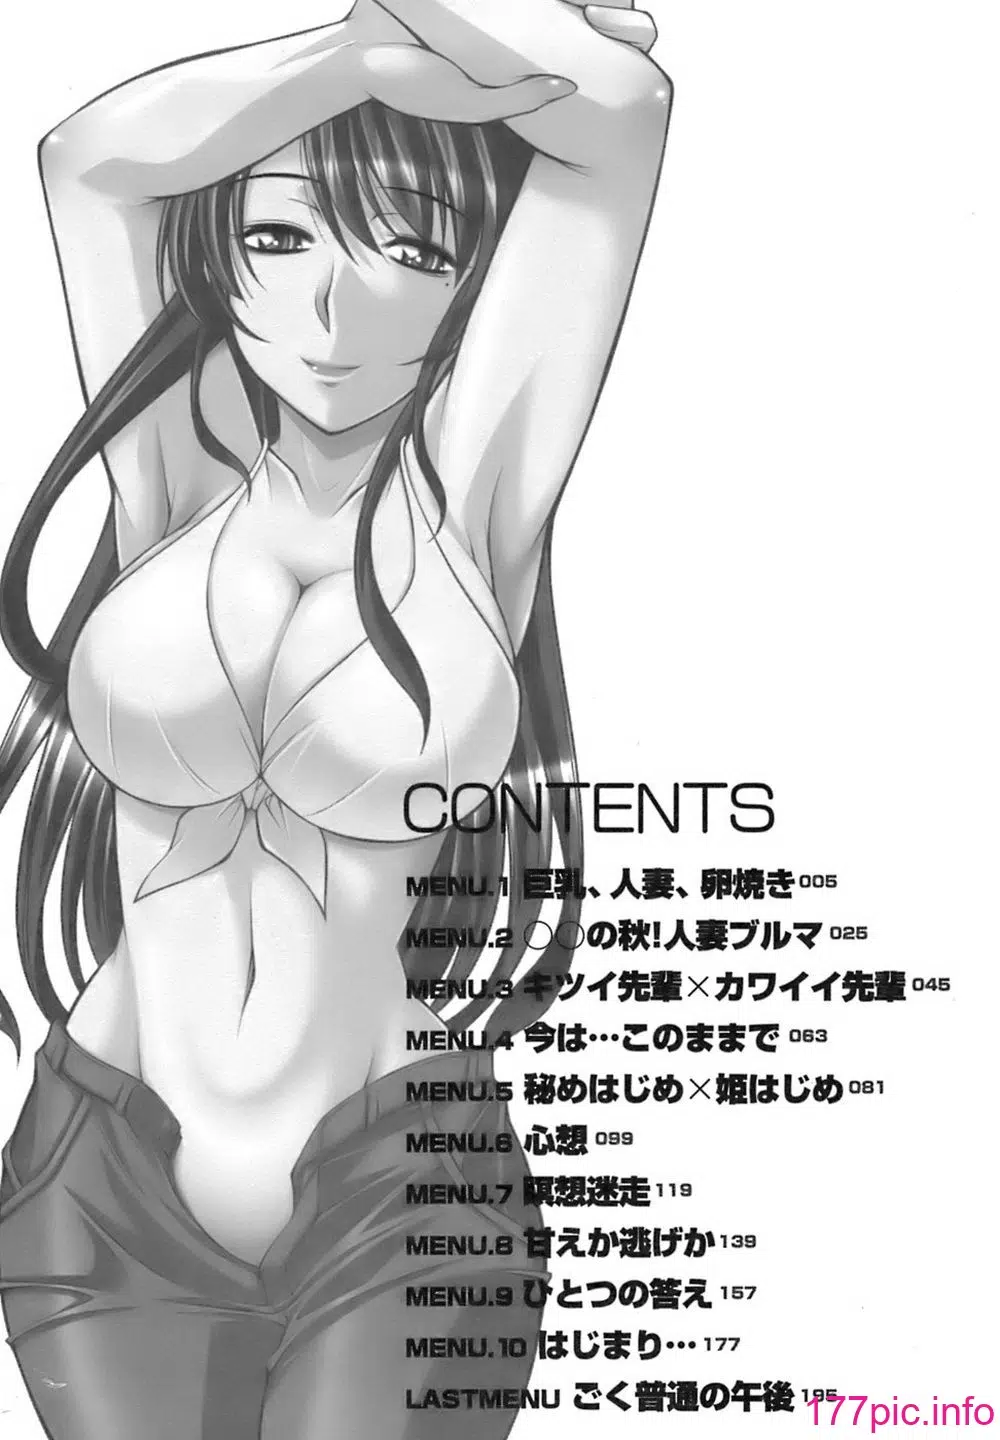 CONTENTS
MENU.1 巨乳、人妻、卵焼き 005
MENU.2 ○○の秋!人妻ブルマ 025
MENU.3 キツイ先輩×カワイイ先輩 045
MENU.4 今は…このままで 063
MENU.5 秘めはじめ×姫はじめ 081
MENU.6 心想 099
MENU.7 瞑想迷走 119
MENU.8 甘えか逃げか 139
MENU.9 ひとつの答え 157
MENU.10 はじまり… 177
LASTMENU ごく普通の午後 195
177pic.info